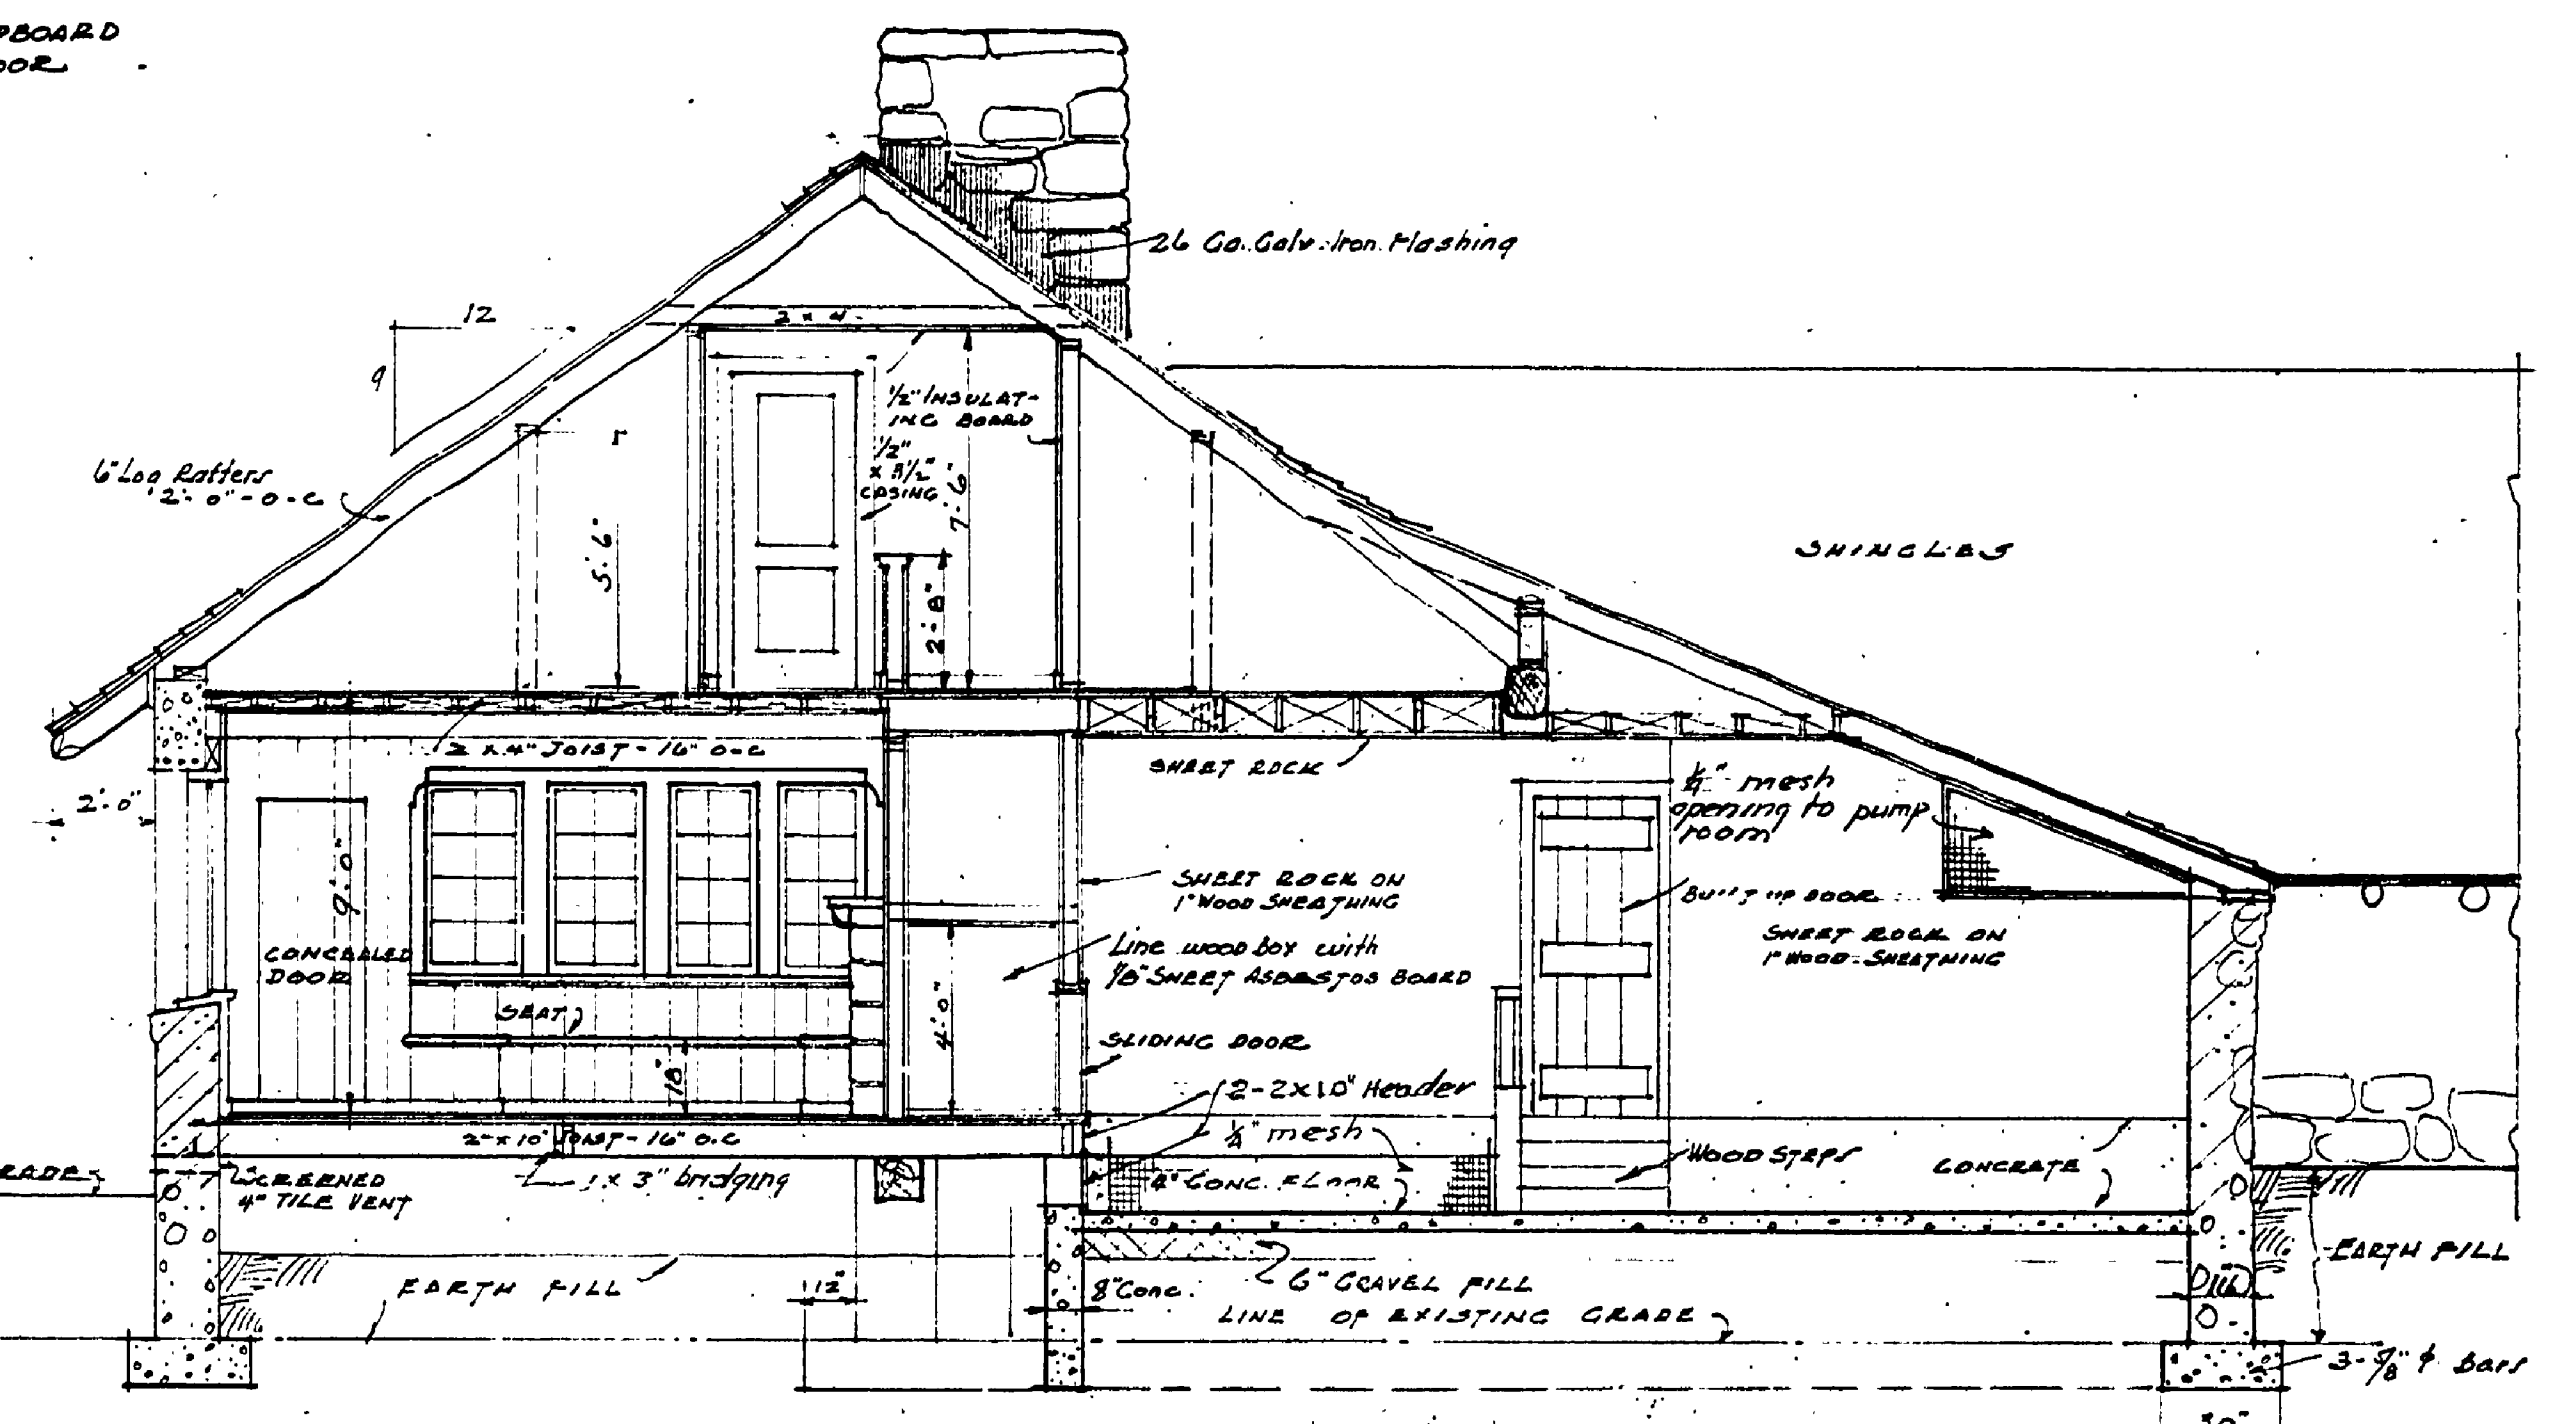 PBOARD
OOR
26 Ga. Galv. Iron. Flashing
12
9
2 x 4
1/2" INSULAT-
ING BOARD
1/2"
x 3 1/2"
CASING
7'-6"
6" Log Rafters
2'-0" - O-C
5'-6"
2'-8"
SHINGLES
2 x 4" JOIST - 16" O-C
SHEET ROCK
2'-0"
1/4" mesh
opening to pump
room
9'-0"
SHEET ROCK ON
1" WOOD SHEATHING
BUILT UP DOOR
SHEET ROCK ON
1" WOOD SHEATHING
CONCEALED
DOOR
Line wood box with
1/8" SHEET ASBESTOS BOARD
SEAT
4'-0"
SLIDING DOOR
18"
2-2x10" Header
1/4" mesh
2" x 10" JOIST - 16" O.C
RADE
SCREENED
4" TILE VENT
1 x 3" bridging
4" CONC. FLOOR
WOOD STEPS
CONCRETE
EARTH FILL
12"
8" Conc.
6" GRAVEL FILL
EARTH FILL
LINE OF EXISTING GRADE
3-5/8" ϕ Bars
30"